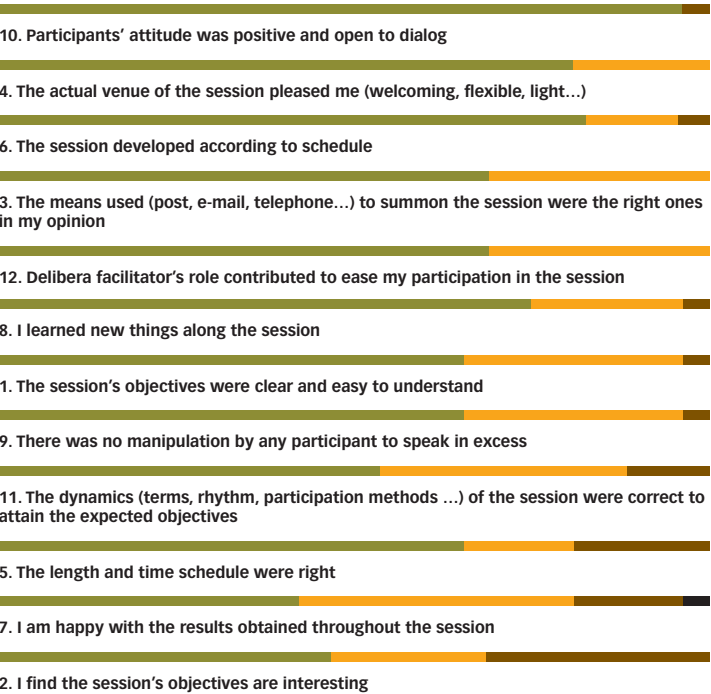 10. Participants’ attitude was positive and open to dialog
4. The actual venue of the session pleased me (welcoming, flexible, light…)
6. The session developed according to schedule
3. The means used (post, e-mail, telephone…) to summon the session were the right ones
in my opinion
12. Delibera facilitator’s role contributed to ease my participation in the session
8. I learned new things along the session
1. The session’s objectives were clear and easy to understand
9. There was no manipulation by any participant to speak in excess
11. The dynamics (terms, rhythm, participation methods …) of the session were correct to
attain the expected objectives
5. The length and time schedule were right
7. I am happy with the results obtained throughout the session
2. I find the session’s objectives are interesting